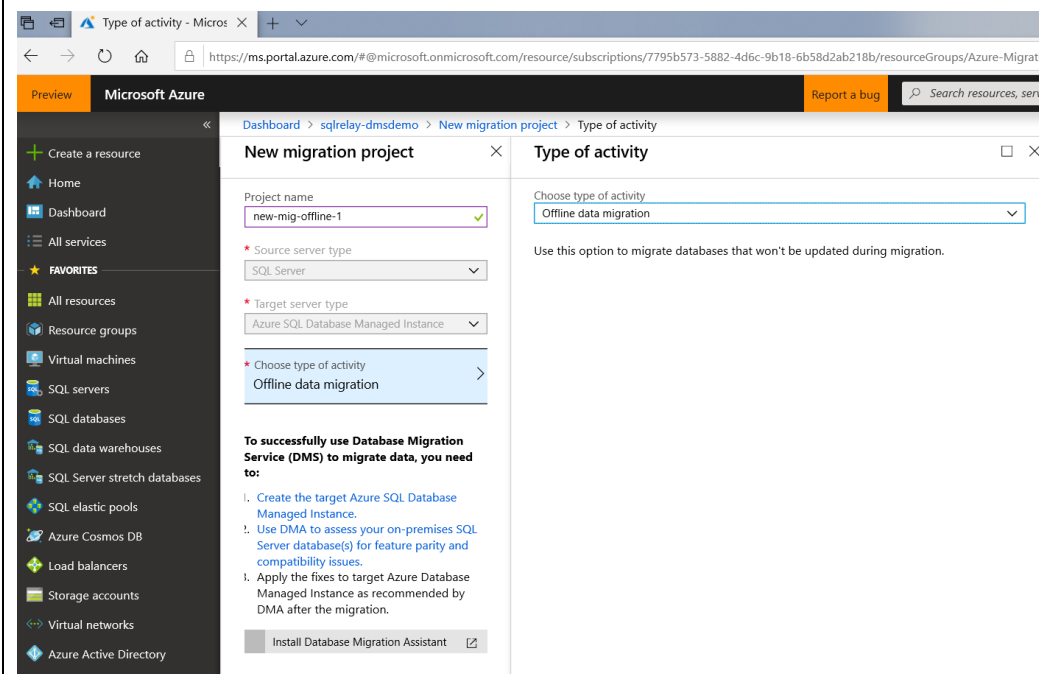 Type of activity - Micros
https://ms.portal.azure.com/#@microsoft.onmicrosoft.com/resource/subscriptions/7795b573-5882-4d6c-9b18-6b58d2ab218b/resourceGroups/Azure-Migrat
Preview
Microsoft Azure
Report a bug
Search resources, serv
Dashboard > sqlrelay-dmsdemo > New migration project > Type of activity
Create a resource
Home
Dashboard
All services
FAVORITES
All resources
Resource groups
Virtual machines
SQL servers
SQL databases
SQL data warehouses
SQL Server stretch databases
SQL elastic pools
Azure Cosmos DB
Load balancers
Storage accounts
Virtual networks
Azure Active Directory
New migration project
Project name
new-mig-offline-1
* Source server type
SQL Server
* Target server type
Azure SQL Database Managed Instance
* Choose type of activity
Offline data migration
To successfully use Database Migration
Service (DMS) to migrate data, you need
to:
1. Create the target Azure SQL Database
Managed Instance.
2. Use DMA to assess your on-premises SQL
Server database(s) for feature parity and
compatibility issues.
3. Apply the fixes to target Azure Database
Managed Instance as recommended by
DMA after the migration.
Install Database Migration Assistant
Type of activity
Choose type of activity
Offline data migration
Use this option to migrate databases that won't be updated during migration.